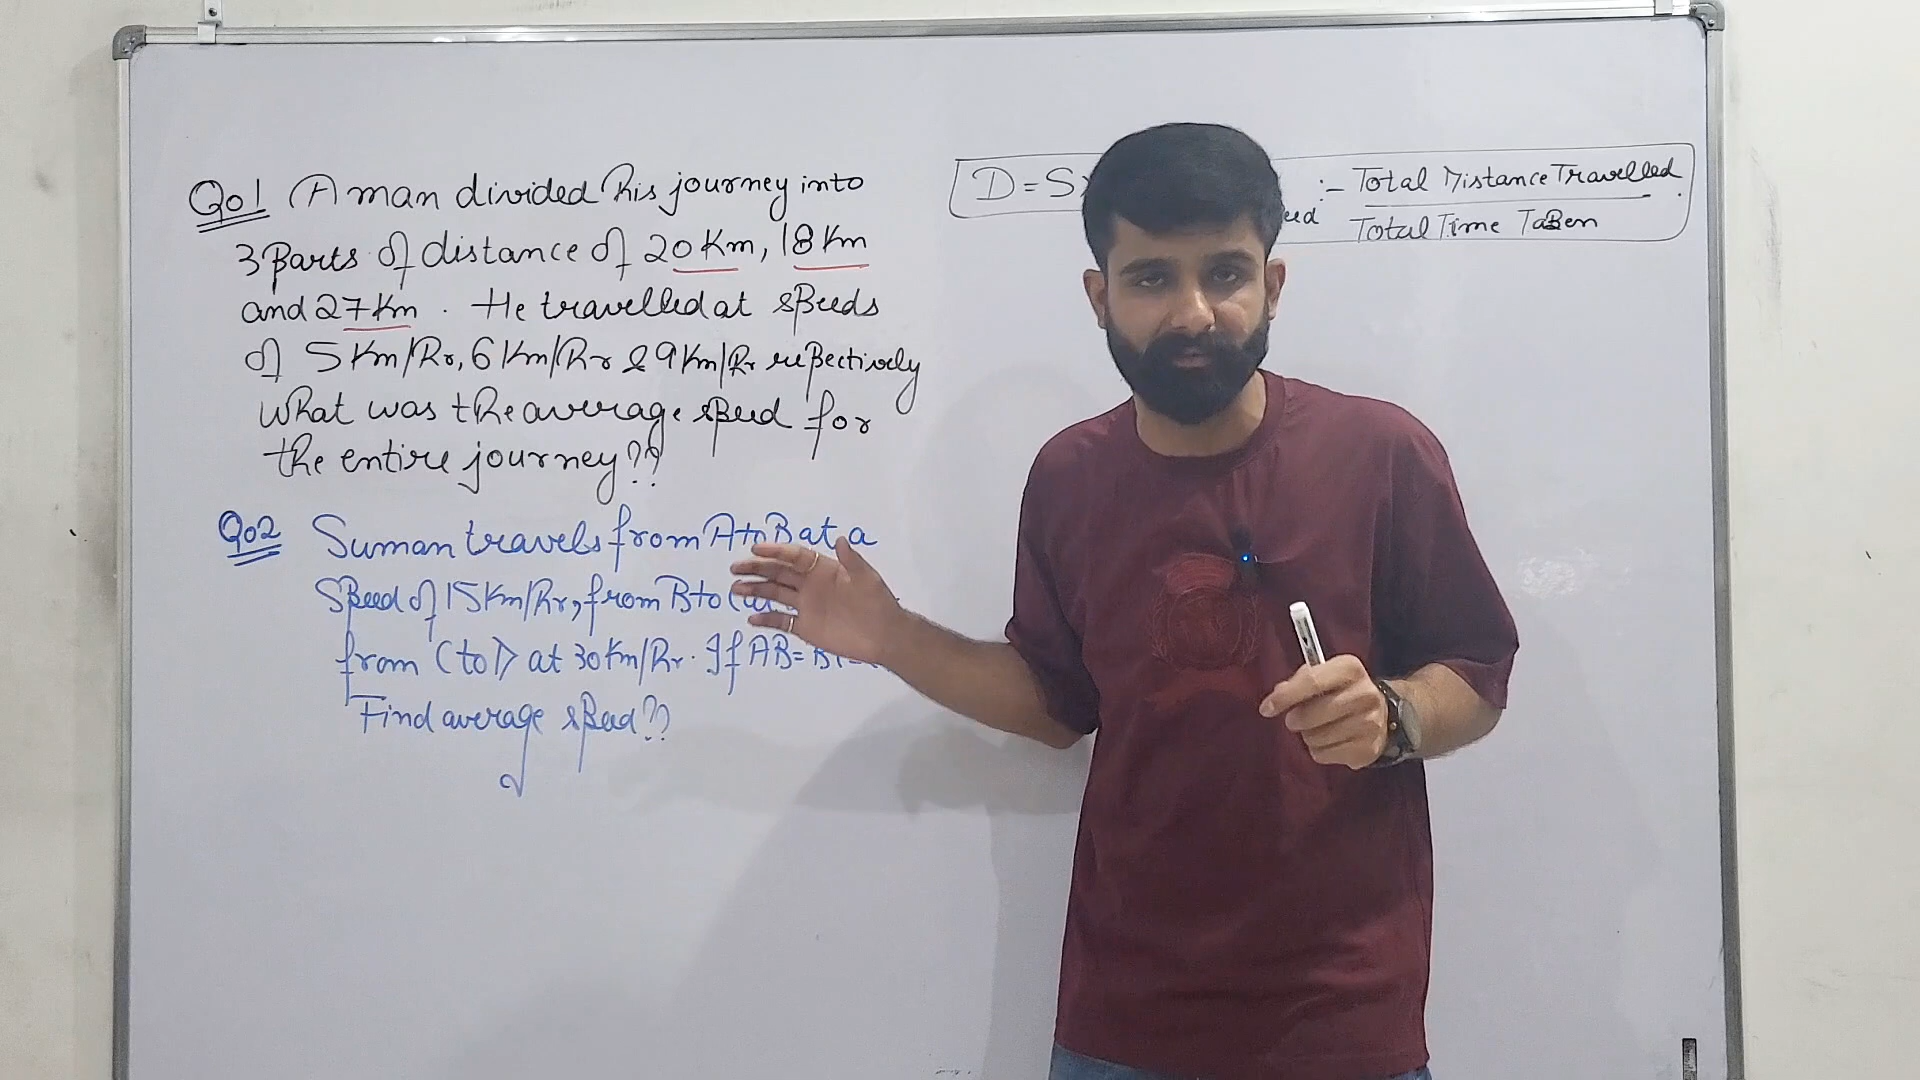 Qo1 A man divided his journey into
3 parts of distance of 20 Km, 18 Km
and 27 Km. He travelled at speeds
of 5 Km/hr, 6 Km/hr & 9 Km/hr respectively
What was the average speed for
the entire journey??
Qo2 Suman travels from A to B at a
Speed of 15 Km/hr, from B to C
from C to D at 30 Km/hr. If AB=
Find average speed??
D=S
:- Total Distance Travelled
Total Time Taken